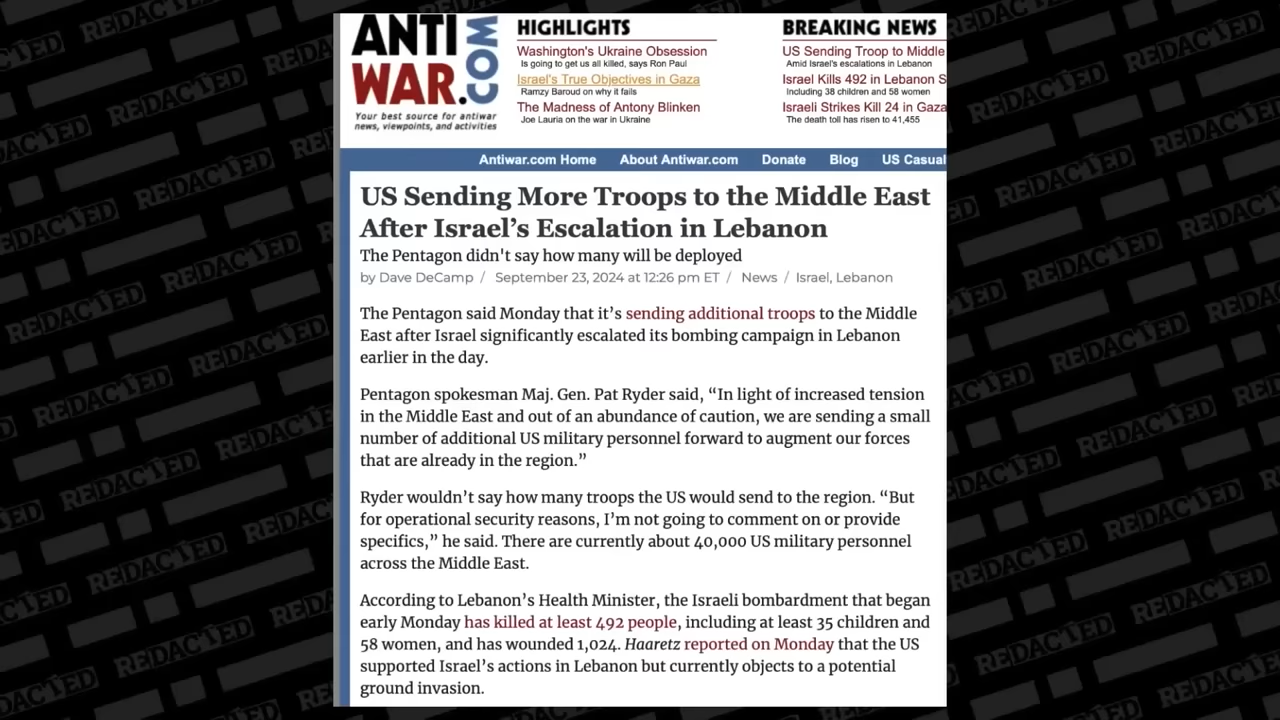 ANTI
WAR.COM
Your best source for antiwar
news, viewpoints, and activities
HIGHLIGHTS
Washington's Ukraine Obsession
Is going to get us all killed, says Ron Paul
Israel's True Objectives in Gaza
Ramzy Baroud on why it fails
The Madness of Antony Blinken
Joe Lauria on the war in Ukraine
BREAKING NEWS
US Sending Troop to Middle
Amid Israel's escalations in Lebanon
Israel Kills 492 in Lebanon S
Including 38 children and 58 women
Israeli Strikes Kill 24 in Gaza
The death toll has risen to 41,455
Antiwar.com Home About Antiwar.com Donate Blog US Casual
US Sending More Troops to the Middle East
After Israel's Escalation in Lebanon
The Pentagon didn't say how many will be deployed
by Dave DeCamp / September 23, 2024 at 12:26 pm ET / News / Israel, Lebanon
The Pentagon said Monday that it's sending additional troops to the Middle
East after Israel significantly escalated its bombing campaign in Lebanon
earlier in the day.
Pentagon spokesman Maj. Gen. Pat Ryder said, “In light of increased tension
in the Middle East and out of an abundance of caution, we are sending a small
number of additional US military personnel forward to augment our forces
that are already in the region.”
Ryder wouldn't say how many troops the US would send to the region. “But
for operational security reasons, I'm not going to comment on or provide
specifics,” he said. There are currently about 40,000 US military personnel
across the Middle East.
According to Lebanon's Health Minister, the Israeli bombardment that began
early Monday has killed at least 492 people, including at least 35 children and
58 women, and has wounded 1,024. Haaretz reported on Monday that the US
supported Israel's actions in Lebanon but currently objects to a potential
ground invasion.
REDACTED